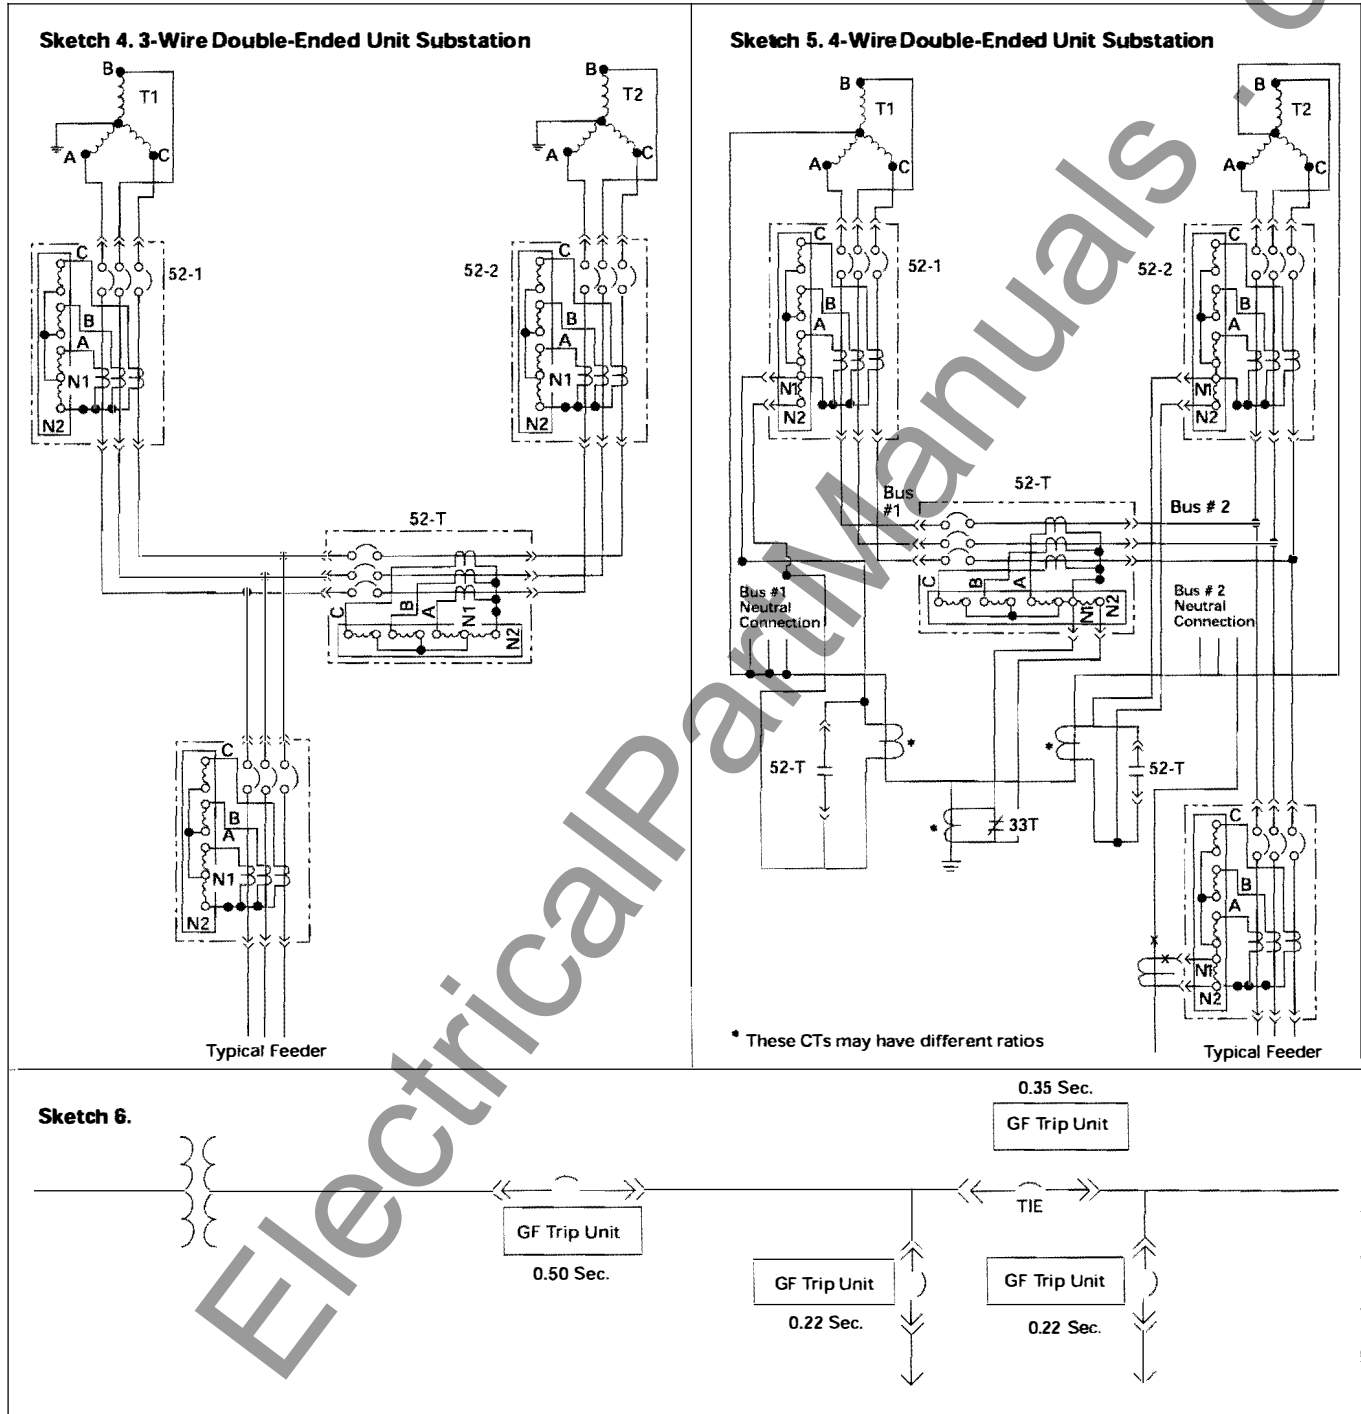 Sketch 4. 3-Wire Double-Ended Unit Substation
B
T1
A
C
B
T2
A
C
52-1
C
B
A
N1
N2
52-2
C
B
A
N1
N2
52-T
C
B
A
N1
N2
C
B
A
N1
N2
Typical Feeder
Sketch 5. 4-Wire Double-Ended Unit Substation
B
T1
A
C
B
T2
A
C
52-1
C
B
A
N1
N2
52-2
C
B
A
N1
N2
Bus
#1
52-T
Bus # 2
C
B
A
N1
N2
Bus #1
Neutral
Connection
Bus # 2
Neutral
Connection
52-T
*
*
52-T
*
33T
C
B
A
N1
N2
* These CTs may have different ratios
Typical Feeder
Sketch 6.
0.35 Sec.
GF Trip Unit
TIE
GF Trip Unit
0.50 Sec.
GF Trip Unit
0.22 Sec.
GF Trip Unit
0.22 Sec.
ElectricalPartManuals . c